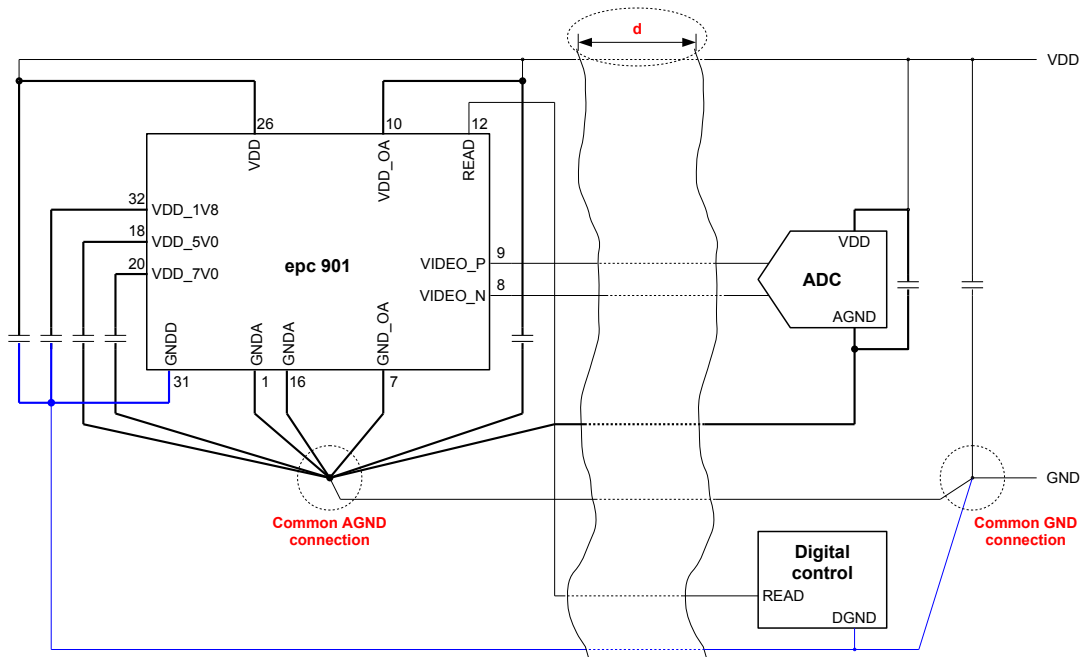 d
VDD
26
10
12
VDD
VDD_OA
READ
32
VDD_1V8
18
VDD_5V0
20
VDD_7V0
epc 901
VIDEO_P
9
VIDEO_N
8
VDD
ADC
AGND
GNDD
GNDA
GNDA
GND_OA
31
1
16
7
GND
Common AGND
connection
Common GND
connection
Digital
control
READ
DGND